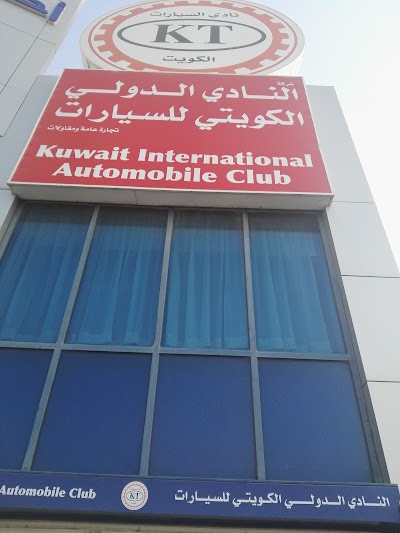 نادي السيارات
KT
الكويت
شركة
النادي الدولي
الكويتي للسيارات
تجارة عامة ومقاولات
Kuwait International
Automobile Club
Automobile Club KT النادي الدولي الكويتي للسيارات